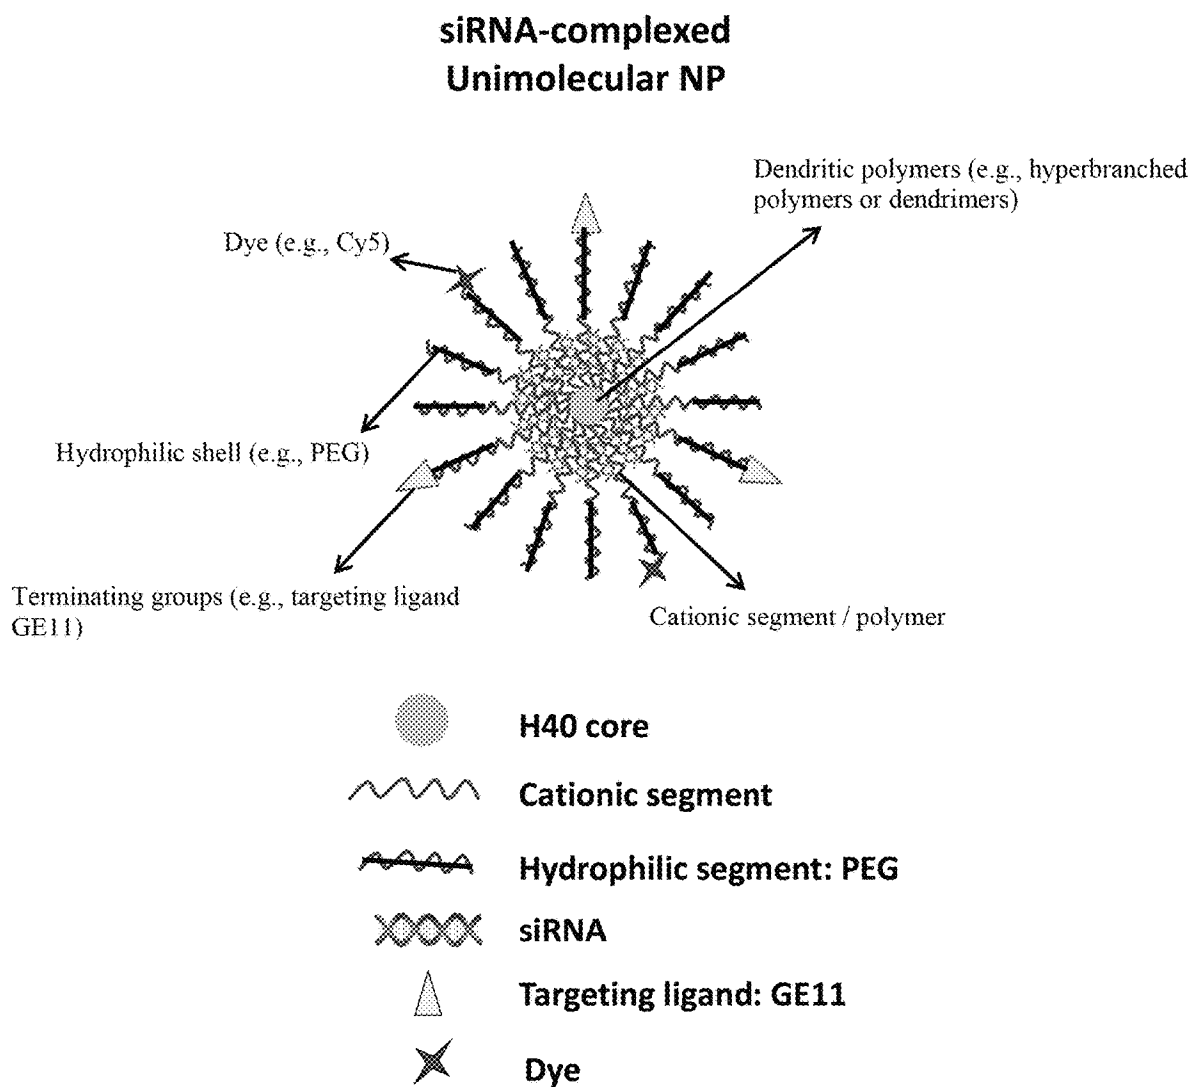 siRNA-complexed
Unimolecular NP
Dendritic polymers (e.g., hyperbranched
polymers or dendrimers)
Dye (e.g., Cy5)
Hydrophilic shell (e.g., PEG)
Terminating groups (e.g., targeting ligand
GE11)
Cationic segment / polymer
H40 core
Cationic segment
Hydrophilic segment: PEG
siRNA
Targeting ligand: GE11
Dye